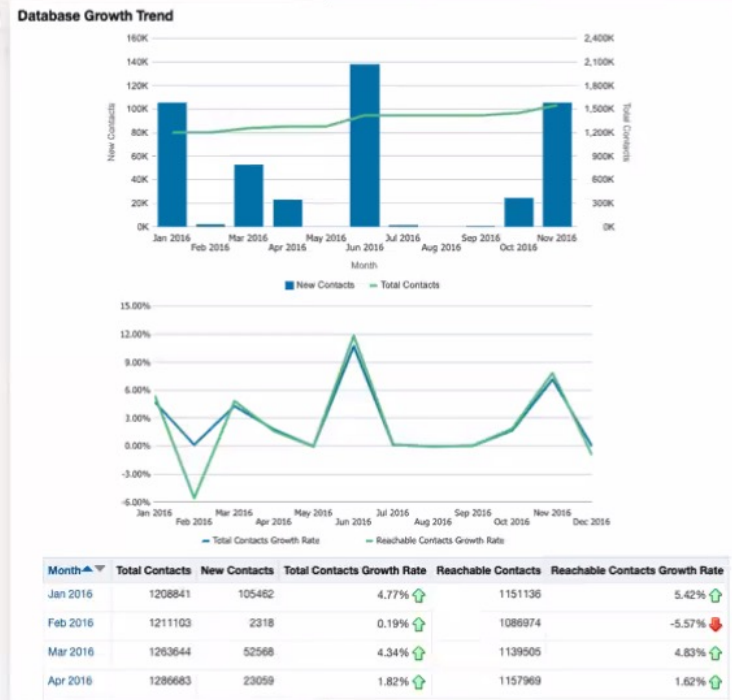 Database Growth Trend
160K
140K
120K
100K
80K
60K
40K
20K
0K
New Contacts
2,400K
2,100K
1,800K
1,500K
1,200K
900K
600K
300K
0K
Total Contacts
Jan 2016 Feb 2016 Mar 2016 Apr 2016 May 2016 Jun 2016 Jul 2016 Aug 2016 Sep 2016 Oct 2016 Nov 2016
Month
New Contacts Total Contacts
15.00%
12.00%
9.00%
6.00%
3.00%
0.00%
-3.00%
-6.00%
Jan 2016 Feb 2016 Mar 2016 Apr 2016 May 2016 Jun 2016 Jul 2016 Aug 2016 Sep 2016 Oct 2016 Nov 2016 Dec 2016
Total Contacts Growth Rate Reachable Contacts Growth Rate
Month Total Contacts New Contacts Total Contacts Growth Rate Reachable Contacts Reachable Contacts Growth Rate
Jan 2016 1208841 105462 4.77% 1151136 5.42%
Feb 2016 1211103 2318 0.19% 1086974 -5.57%
Mar 2016 1263644 52568 4.34% 1139505 4.83%
Apr 2016 1286683 23059 1.82% 1157969 1.62%